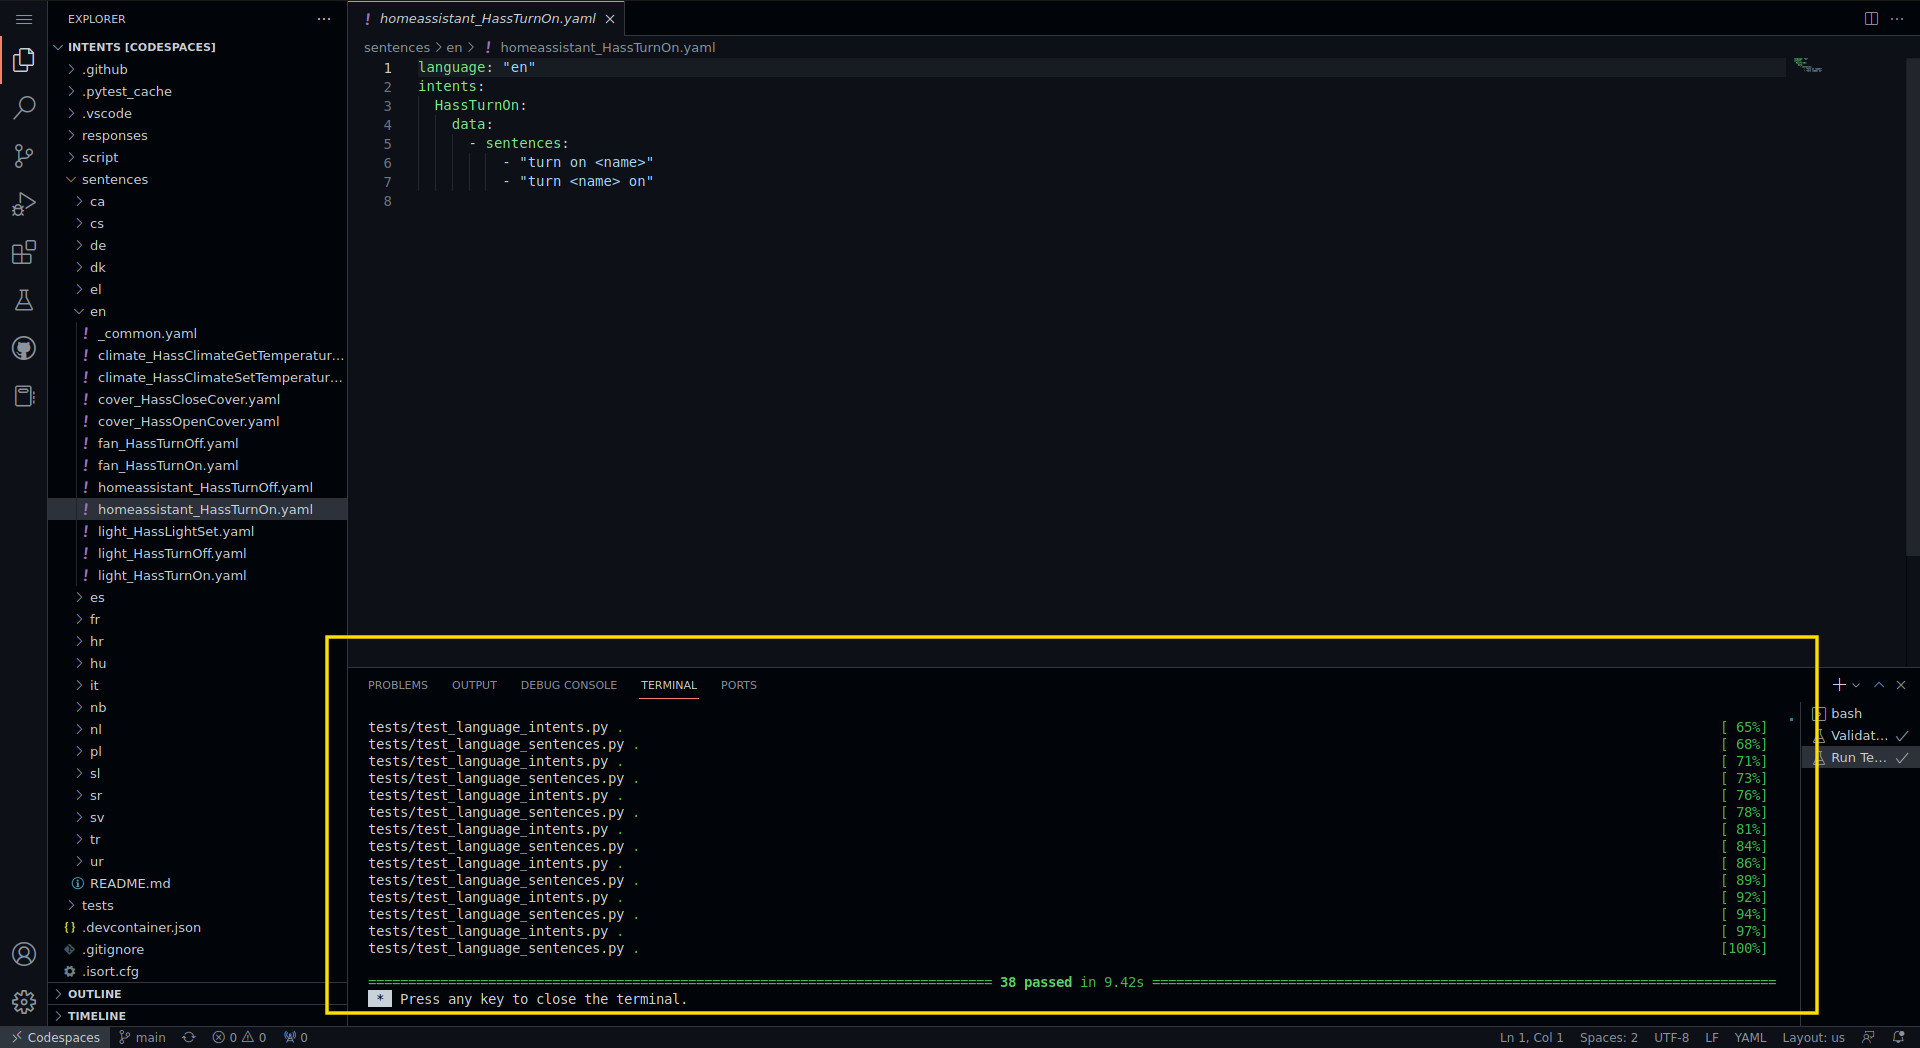 EXPLORER
INTENTS [CODESPACES]
.github
.pytest_cache
.vscode
responses
script
sentences
ca
cs
de
dk
el
en
_common.yaml
climate_HassClimateGetTemperatur...
climate_HassClimateSetTemperatur...
cover_HassCloseCover.yaml
cover_HassOpenCover.yaml
fan_HassTurnOff.yaml
fan_HassTurnOn.yaml
homeassistant_HassTurnOff.yaml
homeassistant_HassTurnOn.yaml
light_HassLightSet.yaml
light_HassTurnOff.yaml
light_HassTurnOn.yaml
es
fr
hr
hu
it
nb
nl
pl
sl
sr
sv
tr
ur
README.md
tests
.devcontainer.json
.gitignore
.isort.cfg
OUTLINE
TIMELINE
homeassistant_HassTurnOn.yaml
sentences > en > ! homeassistant_HassTurnOn.yaml
1 language: "en"
2 intents:
3 HassTurnOn:
4 data:
5 - sentences:
6 - "turn on <name>"
7 - "turn <name> on"
8
PROBLEMS OUTPUT DEBUG CONSOLE TERMINAL PORTS
tests/test_language_intents.py . [ 65%]
tests/test_language_sentences.py . [ 68%]
tests/test_language_intents.py . [ 71%]
tests/test_language_sentences.py . [ 73%]
tests/test_language_intents.py . [ 76%]
tests/test_language_sentences.py . [ 78%]
tests/test_language_intents.py . [ 81%]
tests/test_language_sentences.py . [ 84%]
tests/test_language_intents.py . [ 86%]
tests/test_language_sentences.py . [ 89%]
tests/test_language_intents.py . [ 92%]
tests/test_language_sentences.py . [ 94%]
tests/test_language_intents.py . [ 97%]
tests/test_language_sentences.py . [100%]
38 passed in 9.42s
* Press any key to close the terminal.
bash
Validat...
Run Te...
Codespaces main 0 0 0 Ln 1, Col 1 Spaces: 2 UTF-8 LF YAML Layout: us